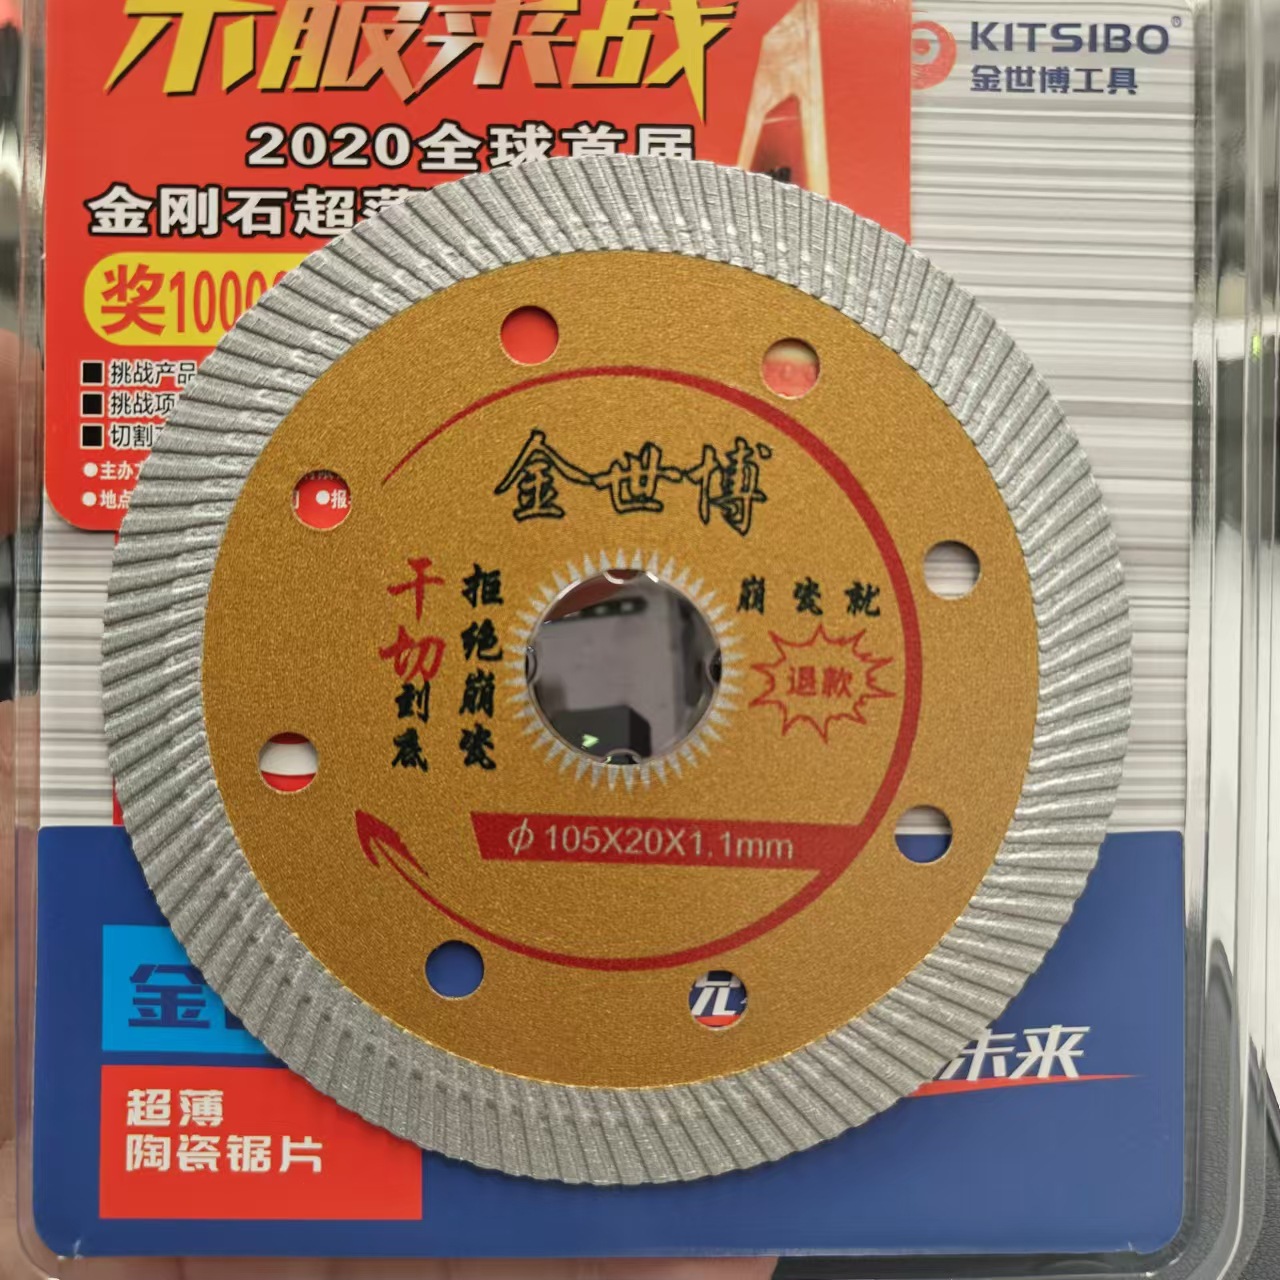 不服来战
KITSIBO®
金世博工具
2020全球首届
金刚石超薄
奖1000
挑战产品
挑战项
切割
主办
地点
报
金世博
干切到底
拒绝崩瓷
崩瓷就
退款
ϕ 105X20X1.1mm
金
元
未来
超薄
陶瓷锯片